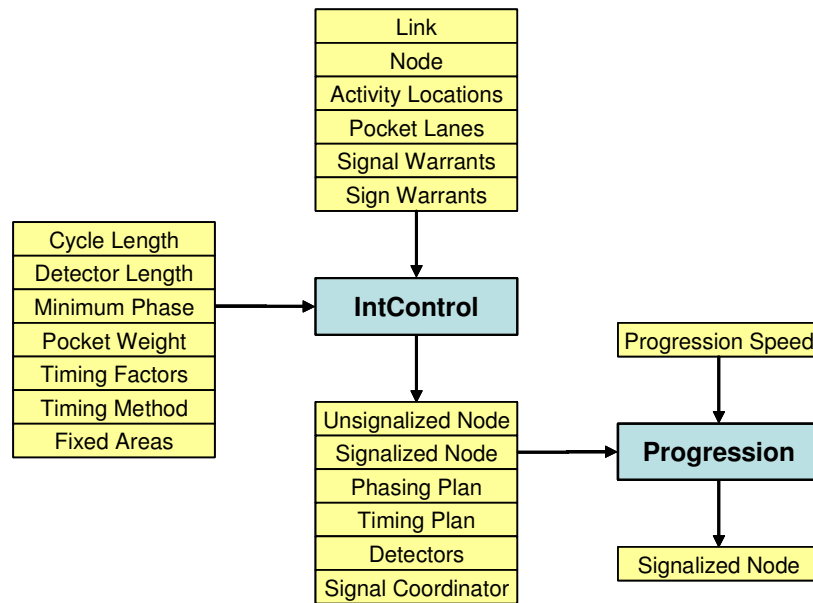 Link
Node
Activity Locations
Pocket Lanes
Signal Warrants
Sign Warrants
Cycle Length
Detector Length
Minimum Phase
Pocket Weight
Timing Factors
Timing Method
Fixed Areas
IntControl
Unsignalized Node
Signalized Node
Phasing Plan
Timing Plan
Detectors
Signal Coordinator
Progression Speed
Progression
Signalized Node